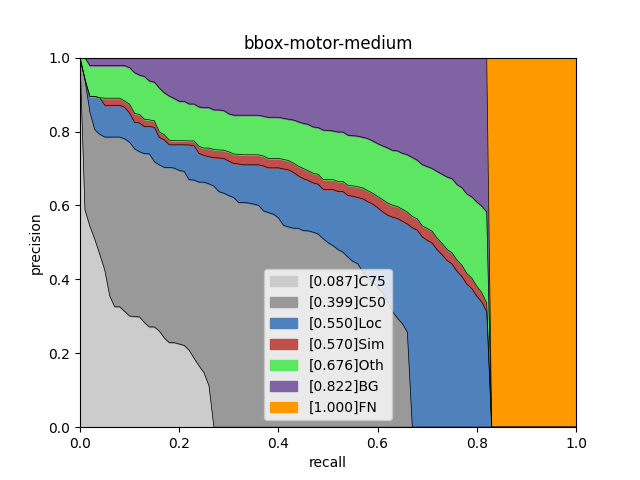 bbox-motor-medium
1.0
0.8
0.6
0.4
0.2
0.0
precision
[0.087]C75
[0.399]C50
[0.550]Loc
[0.570]Sim
[0.676]Oth
[0.822]BG
[1.000]FN
0.0 0.2 0.4 0.6 0.8 1.0
recall